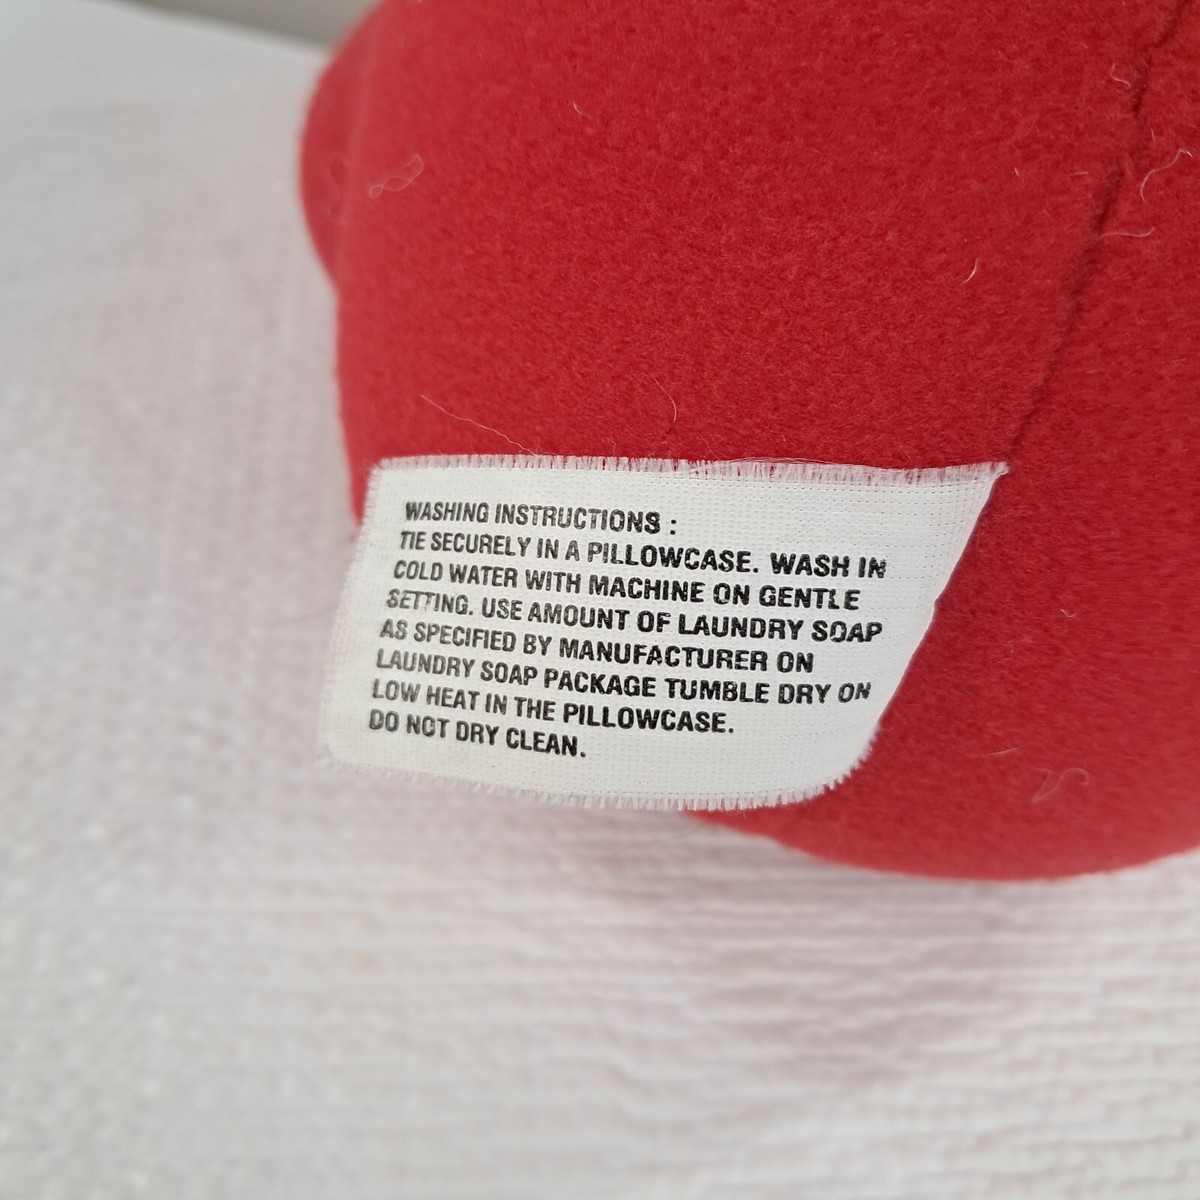 WASHING INSTRUCTIONS :
TIE SECURELY IN A PILLOWCASE. WASH IN
COLD WATER WITH MACHINE ON GENTLE
SETTING. USE AMOUNT OF LAUNDRY SOAP
AS SPECIFIED BY MANUFACTURER ON
LAUNDRY SOAP PACKAGE TUMBLE DRY ON
LOW HEAT IN THE PILLOWCASE.
DO NOT DRY CLEAN.